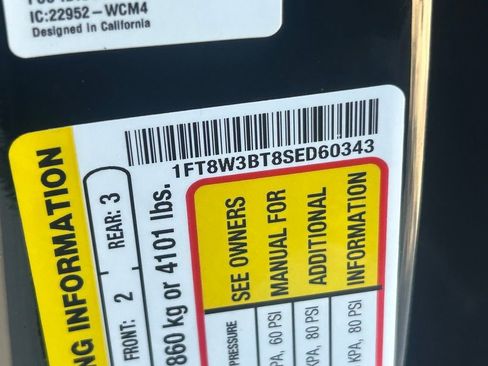 IC:22952-WCM4
Designed in California
1FT8W3BT8SED60343
NG INFORMATION
FRONT: 2 REAR: 3
860 kg or 4101 lbs.
SEE OWNERS
MANUAL FOR
ADDITIONAL
INFORMATION
PRESSURE
KPA, 60 PSI
KPA, 80 PSI
KPA, 80 PSI